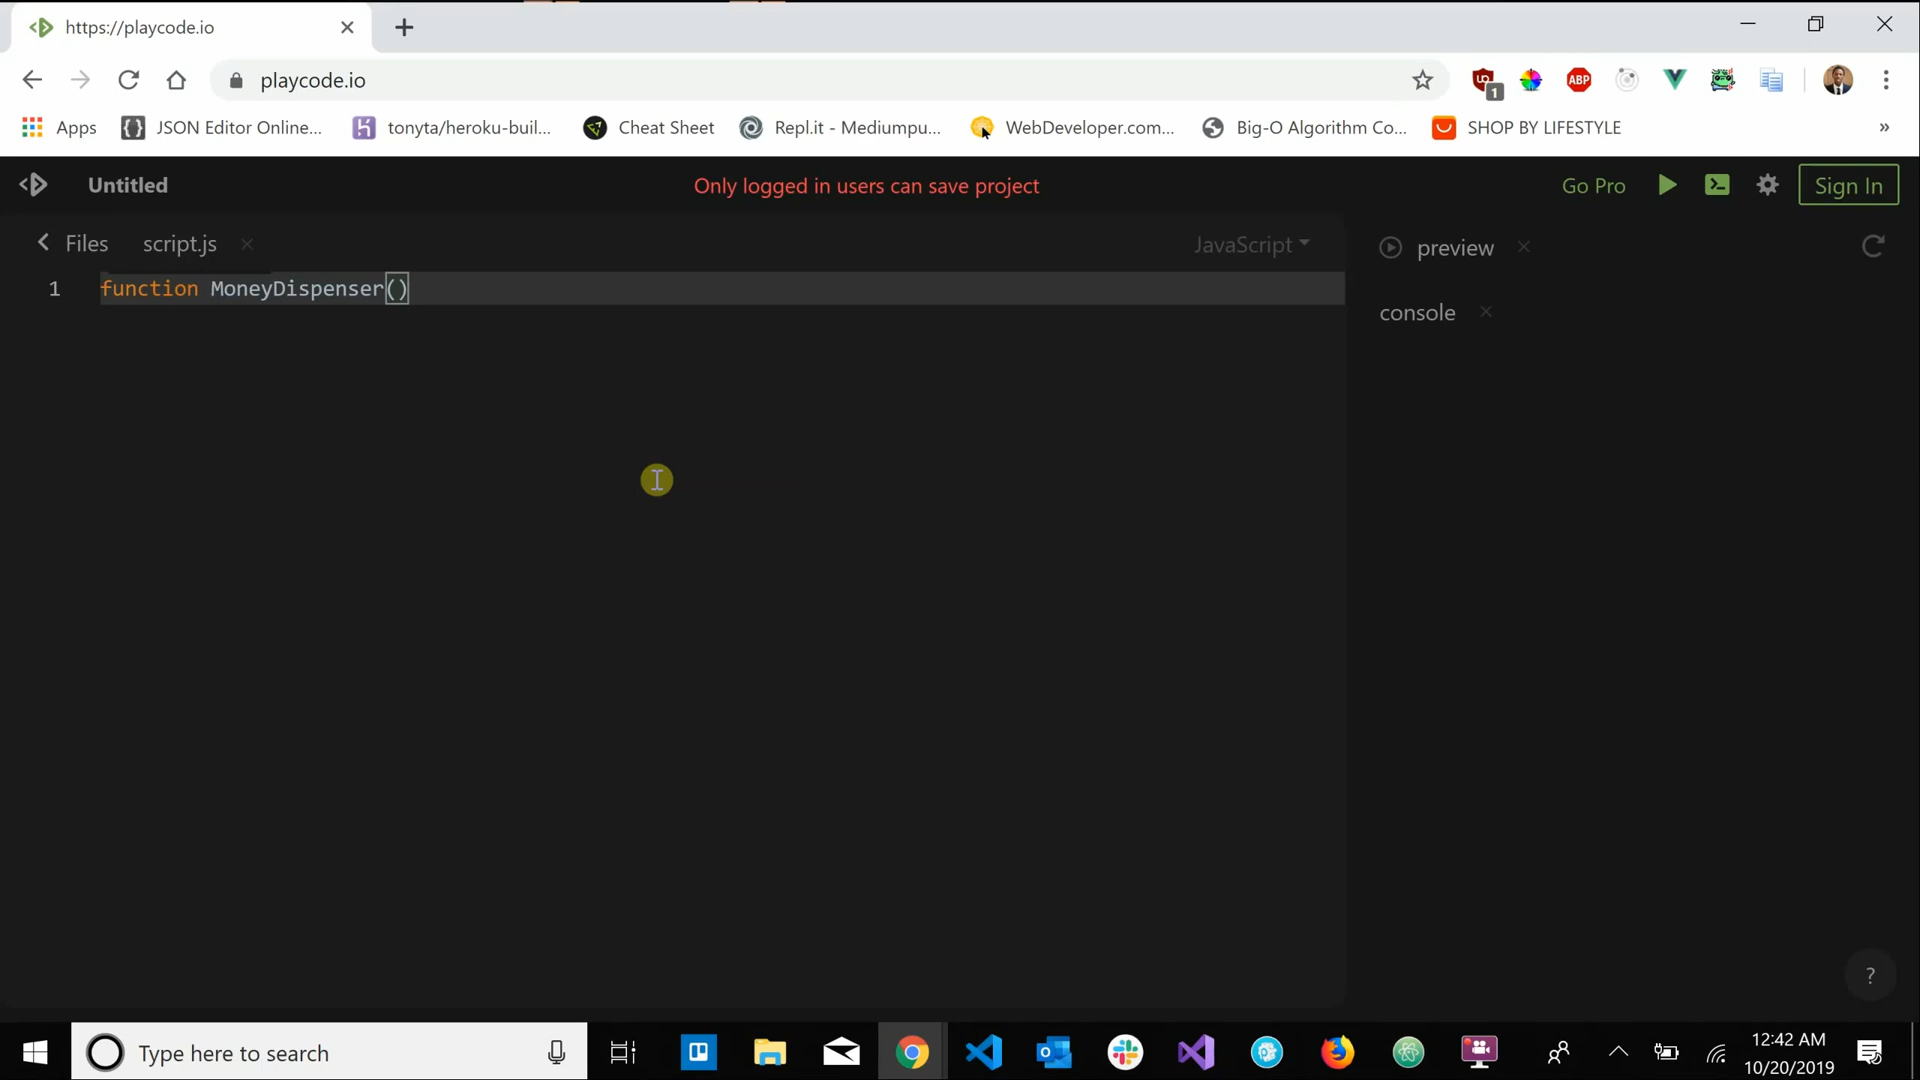 https://playcode.io
playcode.io
Apps JSON Editor Online... tonyta/heroku-buil... Cheat Sheet Repl.it - Mediumpu... WebDeveloper.com... Big-O Algorithm Co... SHOP BY LIFESTYLE »
Untitled Only logged in users can save project Go Pro Sign In
Files script.js JavaScript preview
1 function MoneyDispenser()
console
?
Type here to search
12:42 AM
10/20/2019
ABP
1